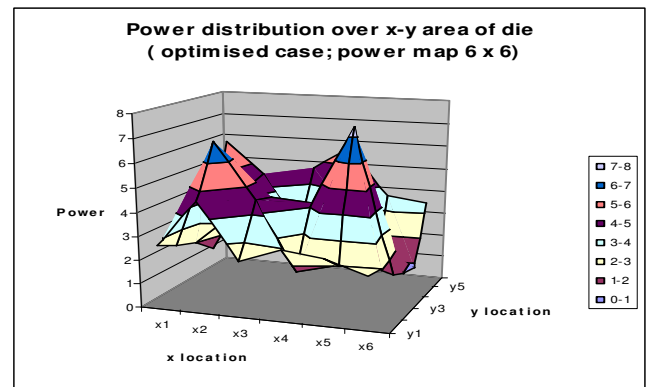 Power distribution over x-y area of die
( optimised case; power map 6 x 6)
8
7
6
5
4
3
2
1
0
Power
x1
x2
x3
x4
x5
x6
x location
y1
y3
y5
y location
7-8
6-7
5-6
4-5
3-4
2-3
1-2
0-1